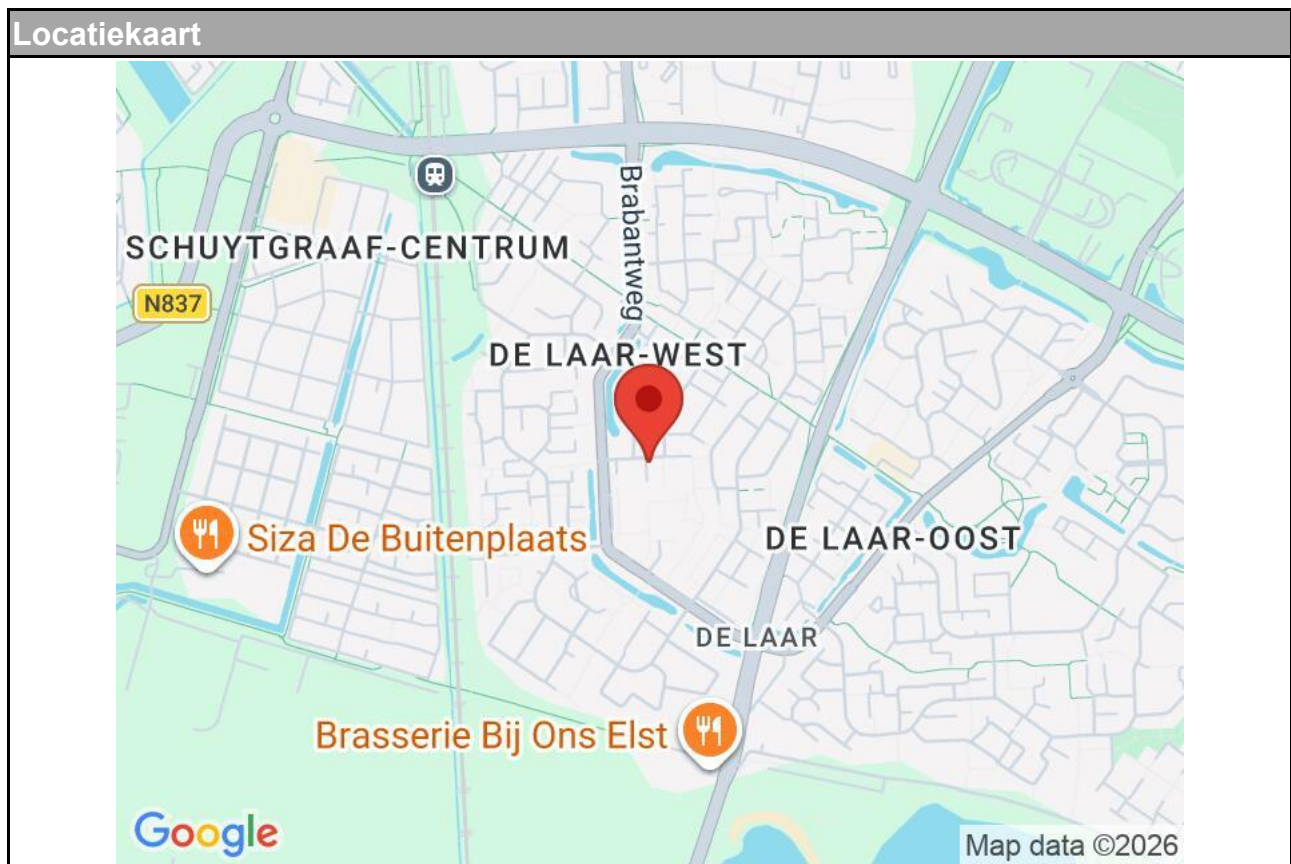 Locatiekaart
Brabantweg
SCHUYTGRAAF-CENTRUM
N837
DE LAAR-WEST
Siza De Buitenplaats
DE LAAR-OOST
DE LAAR
Brasserie Bij Ons Elst
Google
Map data ©2026